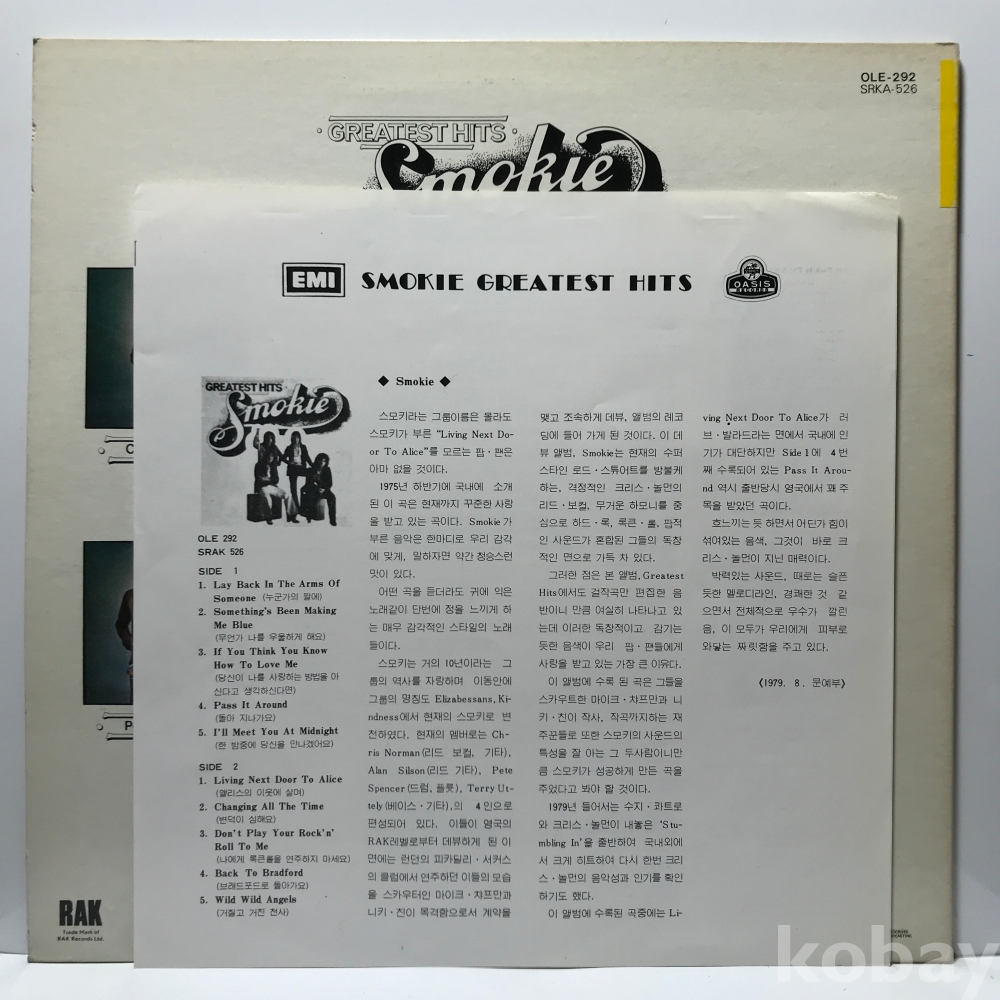 OLE-292
SRKA-526
GREATEST HITS
Smokie
EMI
SMOKIE GREATEST HITS
OASIS
RECORDS
GREATEST HITS
Smokie
OLE 292
SRAK 526
SIDE 1
1. Lay Back In The Arms Of
Someone (누군가의 팔에)
2. Something's Been Making
Me Blue
(무언가 나를 우울하게 해요)
3. If You Think You Know
How To Love Me
(당신이 나를 사랑하는 방법을 아
신다고 생각하신다면)
4. Pass It Around
(돌아 지나가요)
5. I'll Meet You At Midnight
(한 밤중에 당신을 만나겠어요)
SIDE 2
1. Living Next Door To Alice
(앨리스의 이웃에 살며)
2. Changing All The Time
(변덕이 심해요)
3. Don't Play Your Rock'n'
Roll To Me
(나에게 록큰롤을 연주하지 마세요)
4. Back To Bradford
(브래드포드로 돌아가요)
5. Wild Wild Angels
(거칠고 거친 천사)
◆ Smokie ◆
스모키라는 그룹이름은 몰라도
스모키가 부른 "Living Next Do-
or To Alice"를 모르는 팝·팬은
아마 없을 것이다.
1975년 하반기에 국내에 소개
된 이 곡은 현재까지 꾸준한 사랑
을 받고 있는 곡이다. Smokie가
부른 음악은 한마디로 우리 감각
에 맞게, 말하자면 약간 청승스런
맛이 있다.
어떤 곡을 듣더라도 귀에 익은
노래같이 단번에 정을 느끼게 하
는 매우 감각적인 스타일의 노래
들이다.
스모키는 거의 10년이라는 그
룹의 역사를 자랑하며 이동안에
그룹의 명칭도 Elizabessans, Ki-
ndness에서 현재의 스모키로 변
천하였다. 현재의 멤버로는 Ch-
ris Norman(리드 보컬, 기타),
Alan Silson(리드 기타), Pete
Spencer(드럼, 플륫), Terry Ut-
tely(베이스·기타),의 4인으로
편성되어 있다. 이들이 영국의
RAK레벨로부터 데뷰하게 된 이
면에는 런던의 피카딜리·서커스
의 클럽에서 연주하던 이들의 모습
을 스카우터인 마이크·챠프만과
니키·친이 목격함으로서 계약을
맺고 조속하게 데뷰, 앨범의 레코
딩에 들어 가게 된 것이다. 이 데
뷰 앨범, Smokie는 현재의 수퍼
스타인 로드·스튜어트를 방불케
하는, 격정적인 크리스·놀먼의
리드·보컬, 무거운 하모니를 중
심으로 하드·록, 록큰·롤, 팝적
인 사운드가 혼합된 그들의 독창
적인 면으로 가득 차 있다.
그러한 점은 본 앨범, Greatest
Hits에서도 걸작곡만 편집한 음
반이니 만큼 여실히 나타나고 있
는데 이러한 독창적이고 감기는
듯한 음색이 우리 팝·팬들에게
사랑을 받고 있는 가장 큰 이유다.
이 앨범에 수록 된 곡은 그들을
스카우트한 마이크·챠프만과 니
키·친이 작사, 작곡까지하는 재
주꾼들로 또한 스모키의 사운드의
특성을 잘 아는 그 두사람이니만
큼 스모키가 성공하게 만든 곡을
주었다고 봐야 할 것이다.
1979년 들어서는 수지·콰트로
와 크리스·놀먼이 내놓은 'Stu-
mbling In'을 출반하여 국내외에
서 크게 히트하여 다시 한번 크리
스·놀먼의 음악성과 인기를 확인
하기도 했다.
이 앨범에 수록된 곡중에는 Li-
ving Next Door To Alice가 러
브·발라드라는 면에서 국내에 인
기가 대단하지만 Side 1에 4번
째 수록되어 있는 Pass It Arou-
nd 역시 출반당시 영국에서 꽤 주
목을 받았던 곡이다.
흐느끼는 듯 하면서 어딘가 힘이
섞여있는 음색, 그것이 바로 크
리스·놀먼이 지닌 매력이다.
박력있는 사운드, 때로는 슬픈
듯한 멜로디라인, 경쾌한 것 같
으면서 전체적으로 우수가 깔린
음, 이 모두가 우리에게 피부로
와닿는 짜릿함을 주고 있다.
《1979. 8. 문예부》
RAK
Trade Mark of
RAK Records Ltd.
kobay